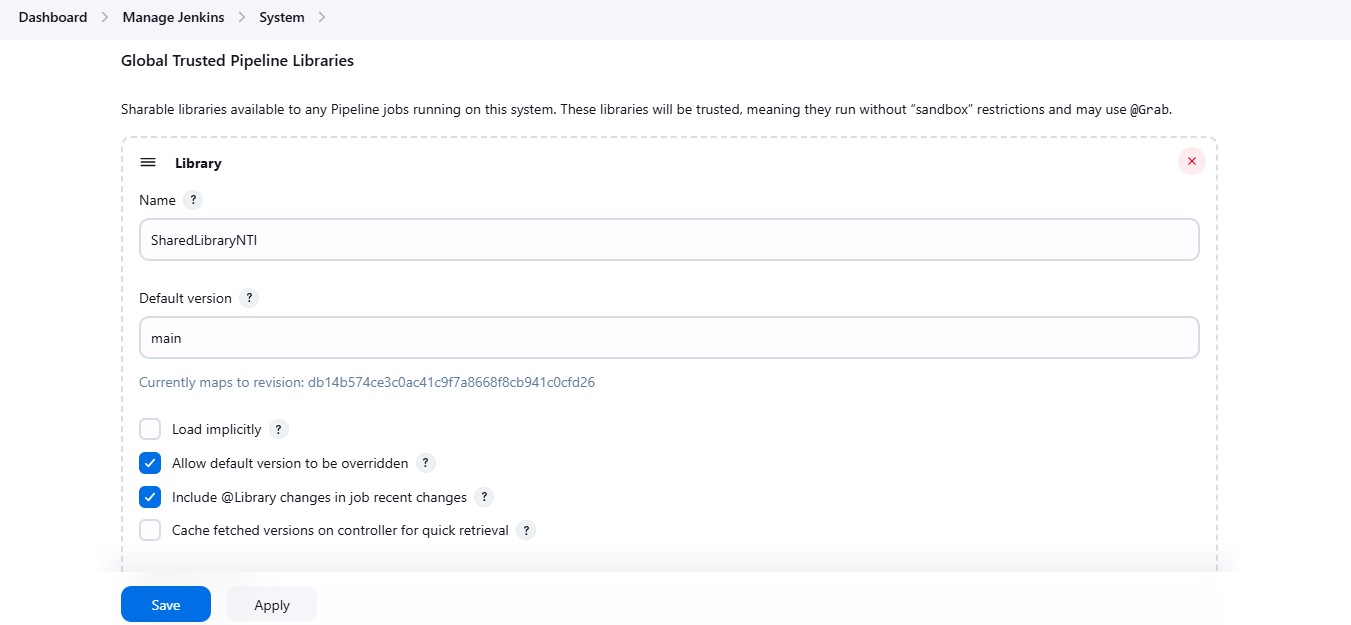 Dashboard > Manage Jenkins > System >
Global Trusted Pipeline Libraries
Sharable libraries available to any Pipeline jobs running on this system. These libraries will be trusted, meaning they run without “sandbox” restrictions and may use @Grab.
Library
Name ?
SharedLibraryNTI
Default version ?
main
Currently maps to revision: db14b574ce3c0ac41c9f7a8668f8cb941c0cfd26
Load implicitly ?
Allow default version to be overridden ?
Include @Library changes in job recent changes ?
Cache fetched versions on controller for quick retrieval ?
Save Apply